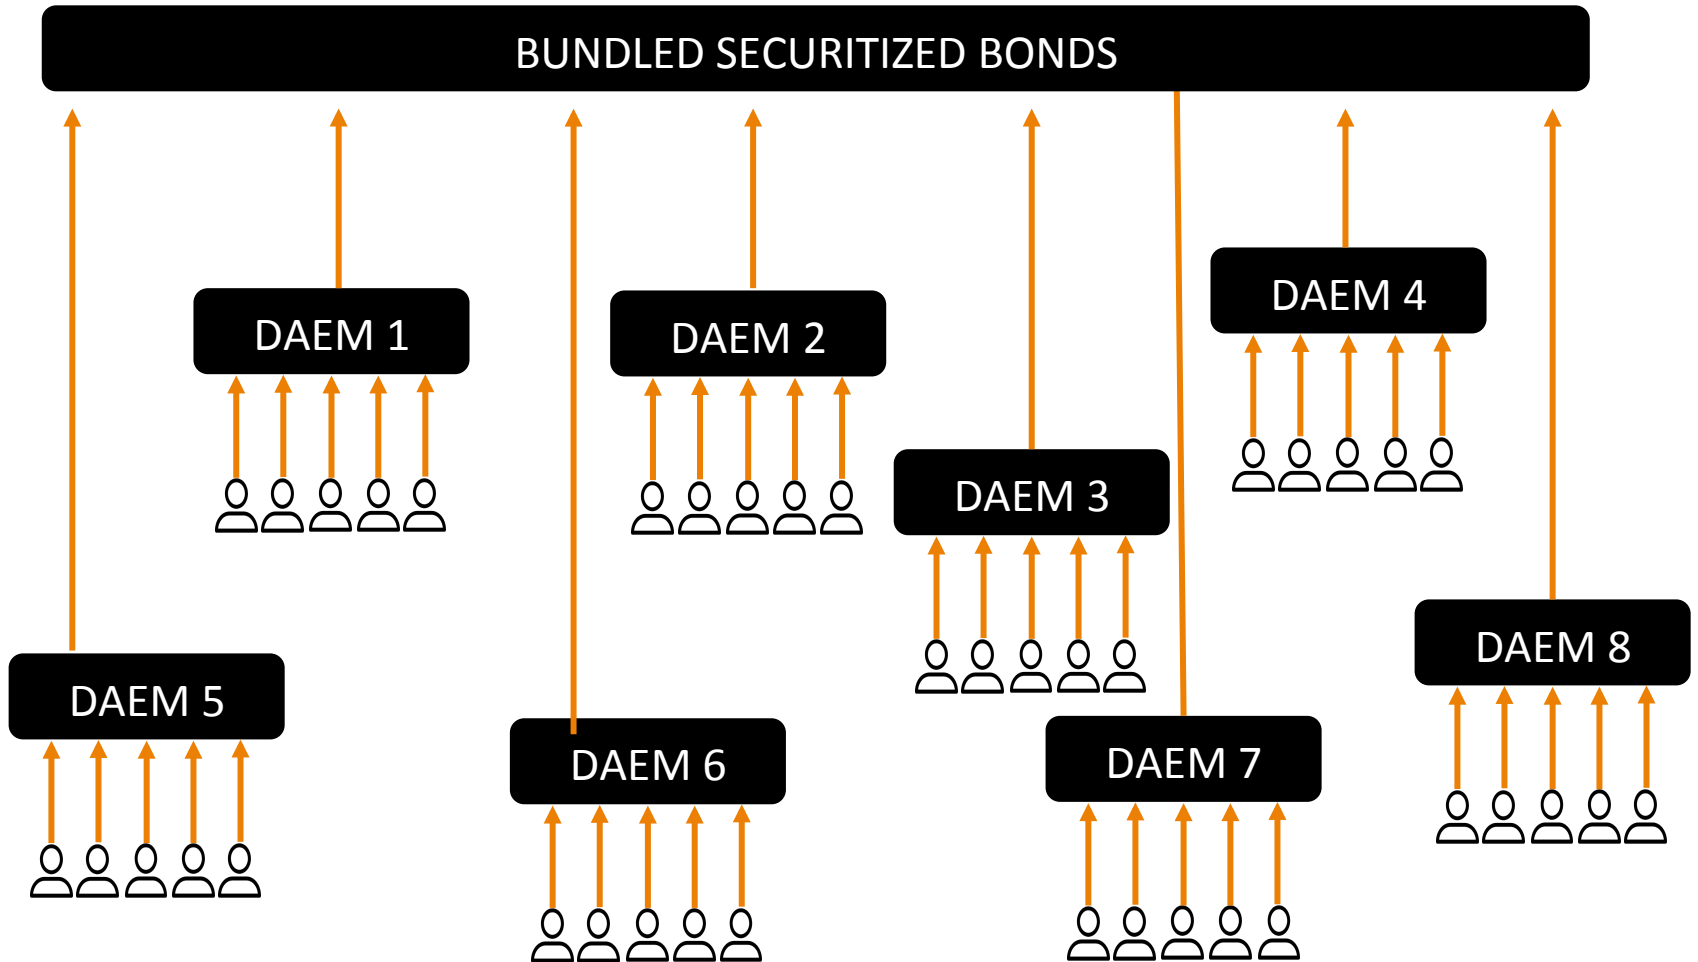 BUNDLED SECURITIZED BONDS
DAEM 1
DAEM 2
DAEM 4
DAEM 3
DAEM 5
DAEM 6
DAEM 7
DAEM 8